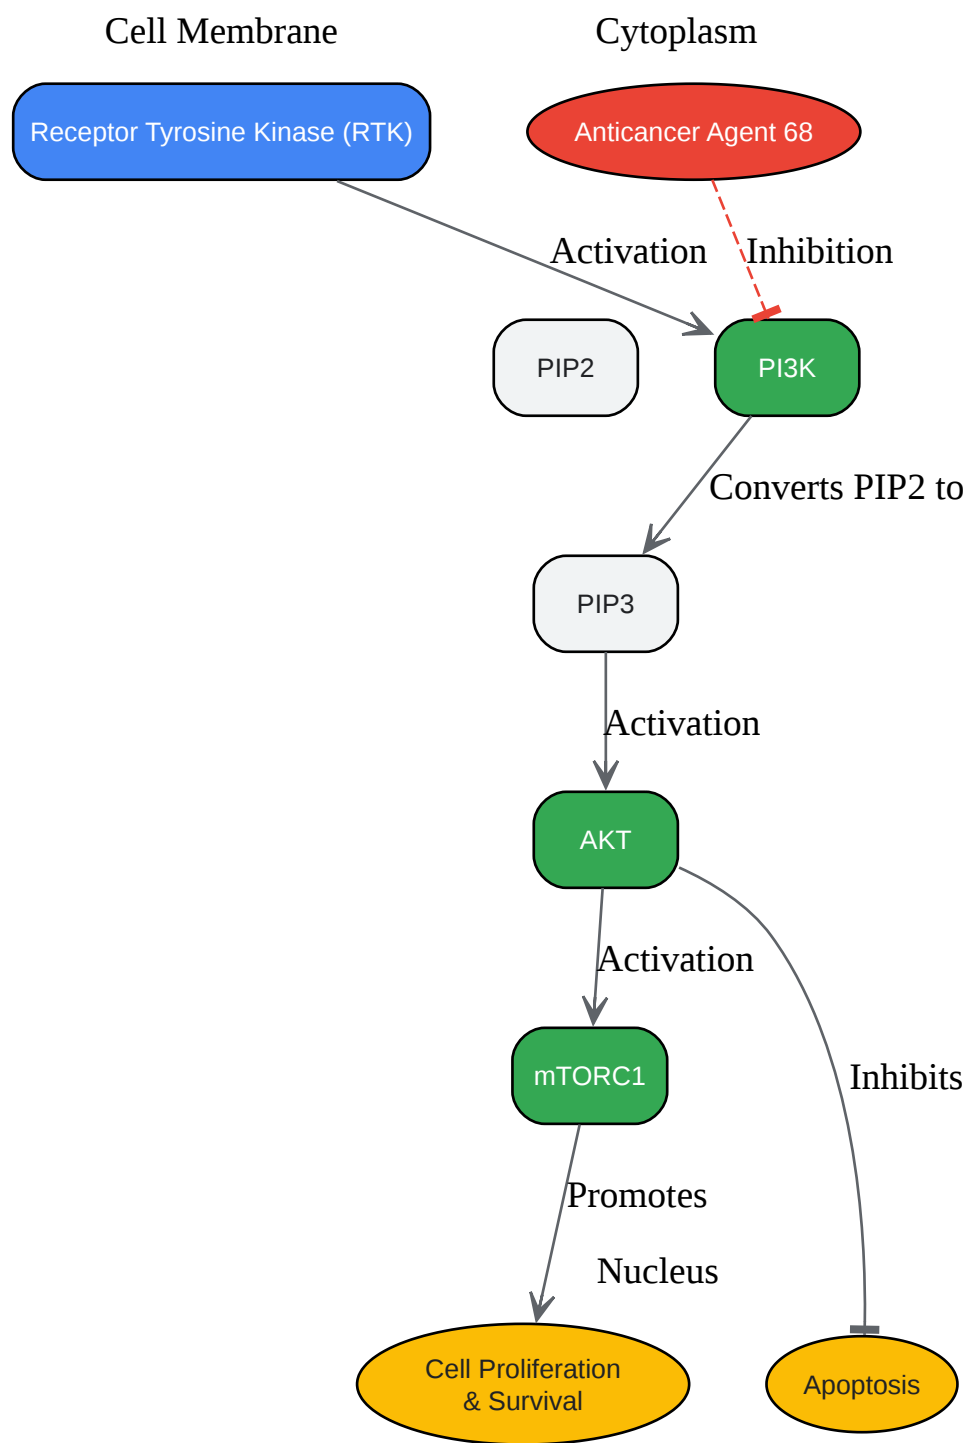 Cell Membrane
Cytoplasm
Receptor Tyrosine Kinase (RTK)
Anticancer Agent 68
Activation
Inhibition
PIP2
PI3K
Converts PIP2 to
PIP3
Activation
AKT
Activation
mTORC1
Inhibits
Promotes
Nucleus
Cell Proliferation
& Survival
Apoptosis